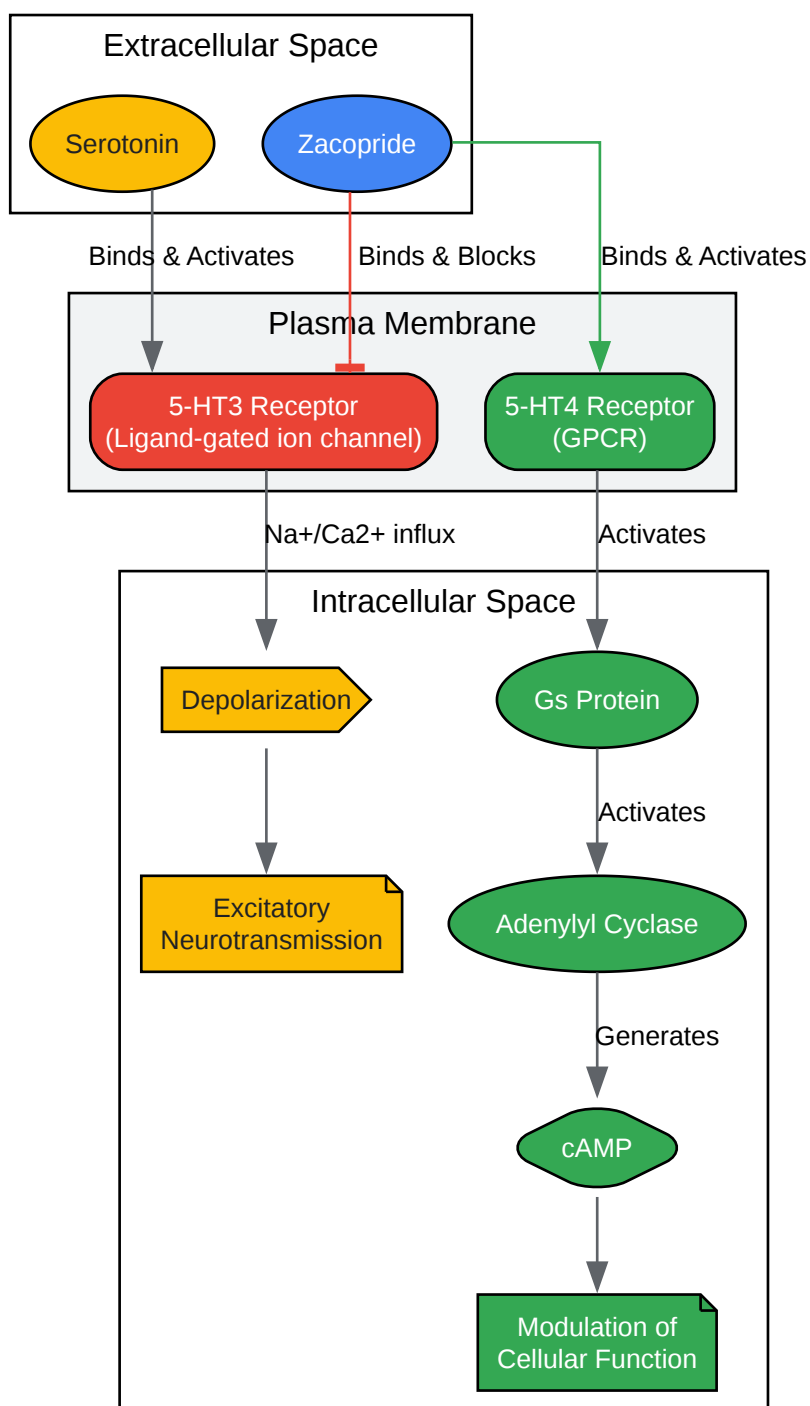 Extracellular Space
Serotonin
Zacopride
Binds & Activates
Binds & Blocks
Binds & Activates
Plasma Membrane
5-HT3 Receptor
(Ligand-gated ion channel)
5-HT4 Receptor
(GPCR)
Na+/Ca2+ influx
Activates
Intracellular Space
Depolarization
Gs Protein
Activates
Excitatory
Neurotransmission
Adenylyl Cyclase
Generates
cAMP
Modulation of
Cellular Function